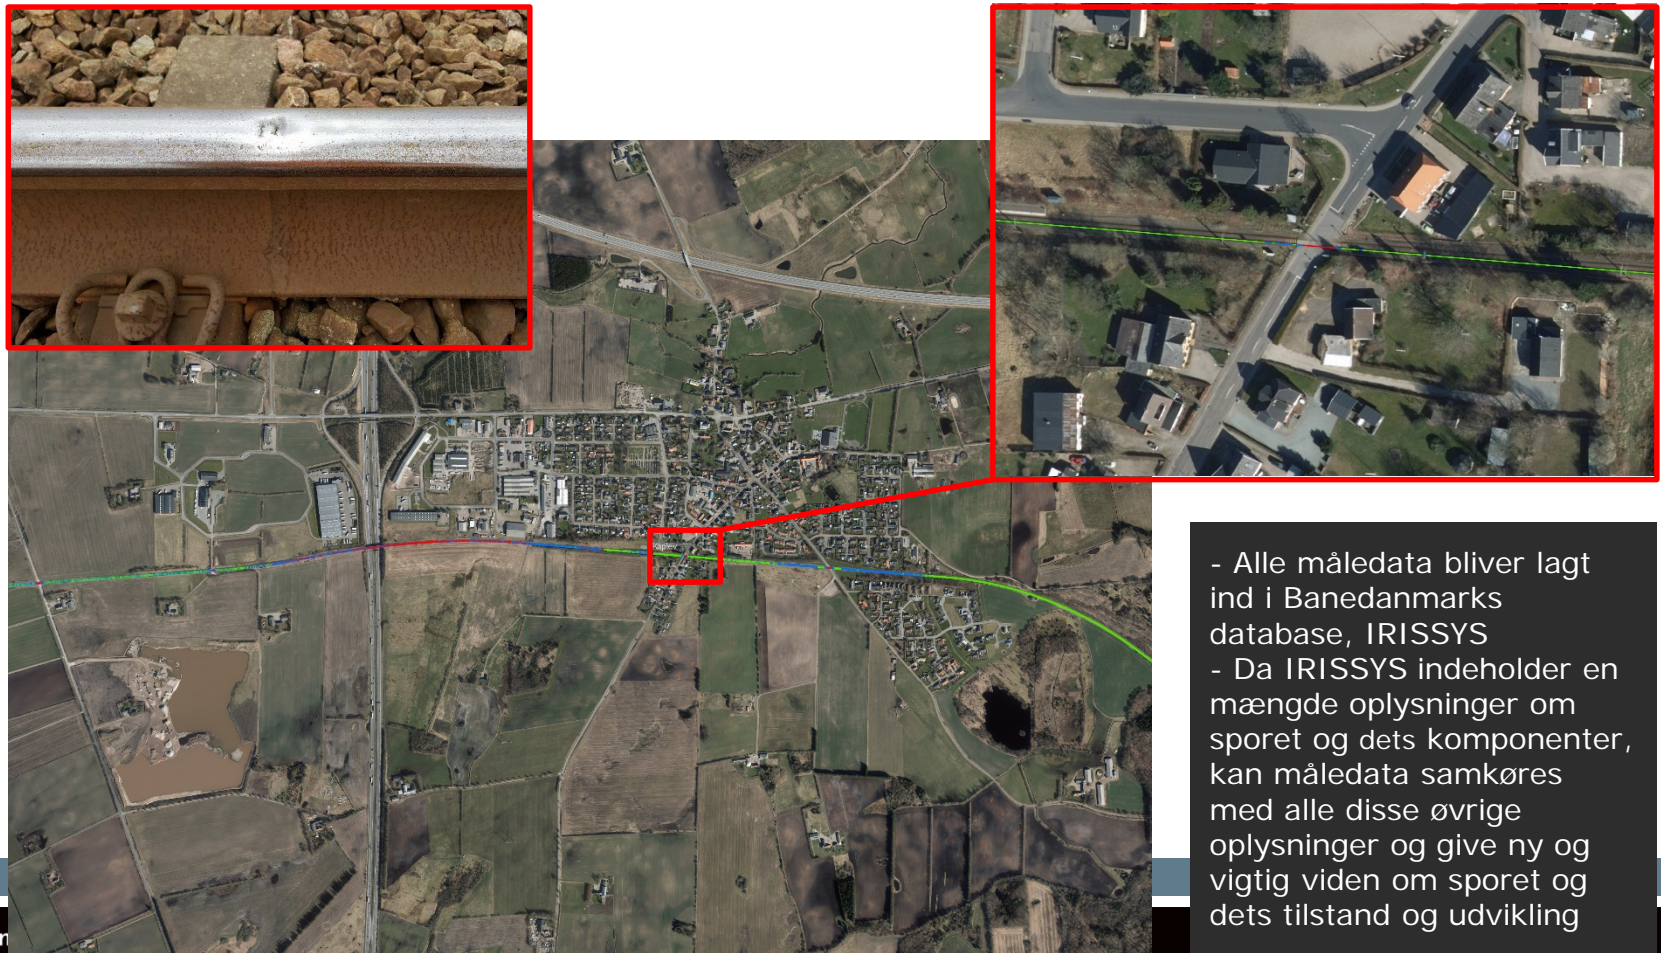 Kliplev
- Alle måledata bliver lagt
ind i Banedanmarks
database, IRISSYS
- Da IRISSYS indeholder en
mængde oplysninger om
sporet og dets komponenter,
kan måledata samkøres
med alle disse øvrige
oplysninger og give ny og
vigtig viden om sporet og
dets tilstand og udvikling